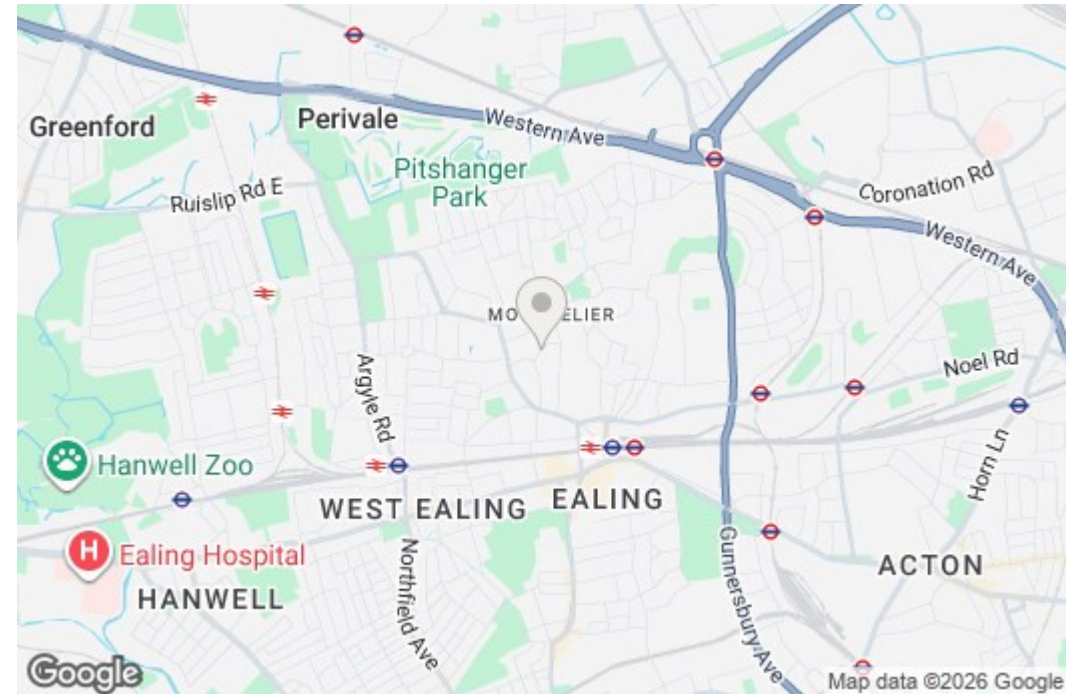 Greenford
Perivale
Western Ave
Pitshanger
Park
Ruislip Rd E
Coronation Rd
Western Ave
Argyle Rd
Noel Rd
Horn Ln
Hanwell Zoo
WEST EALING
EALING
H
Ealing Hospital
HANWELL
Northfield Ave
Gunnersbury Ave
ACTON
Google
Map data ©2026 Google